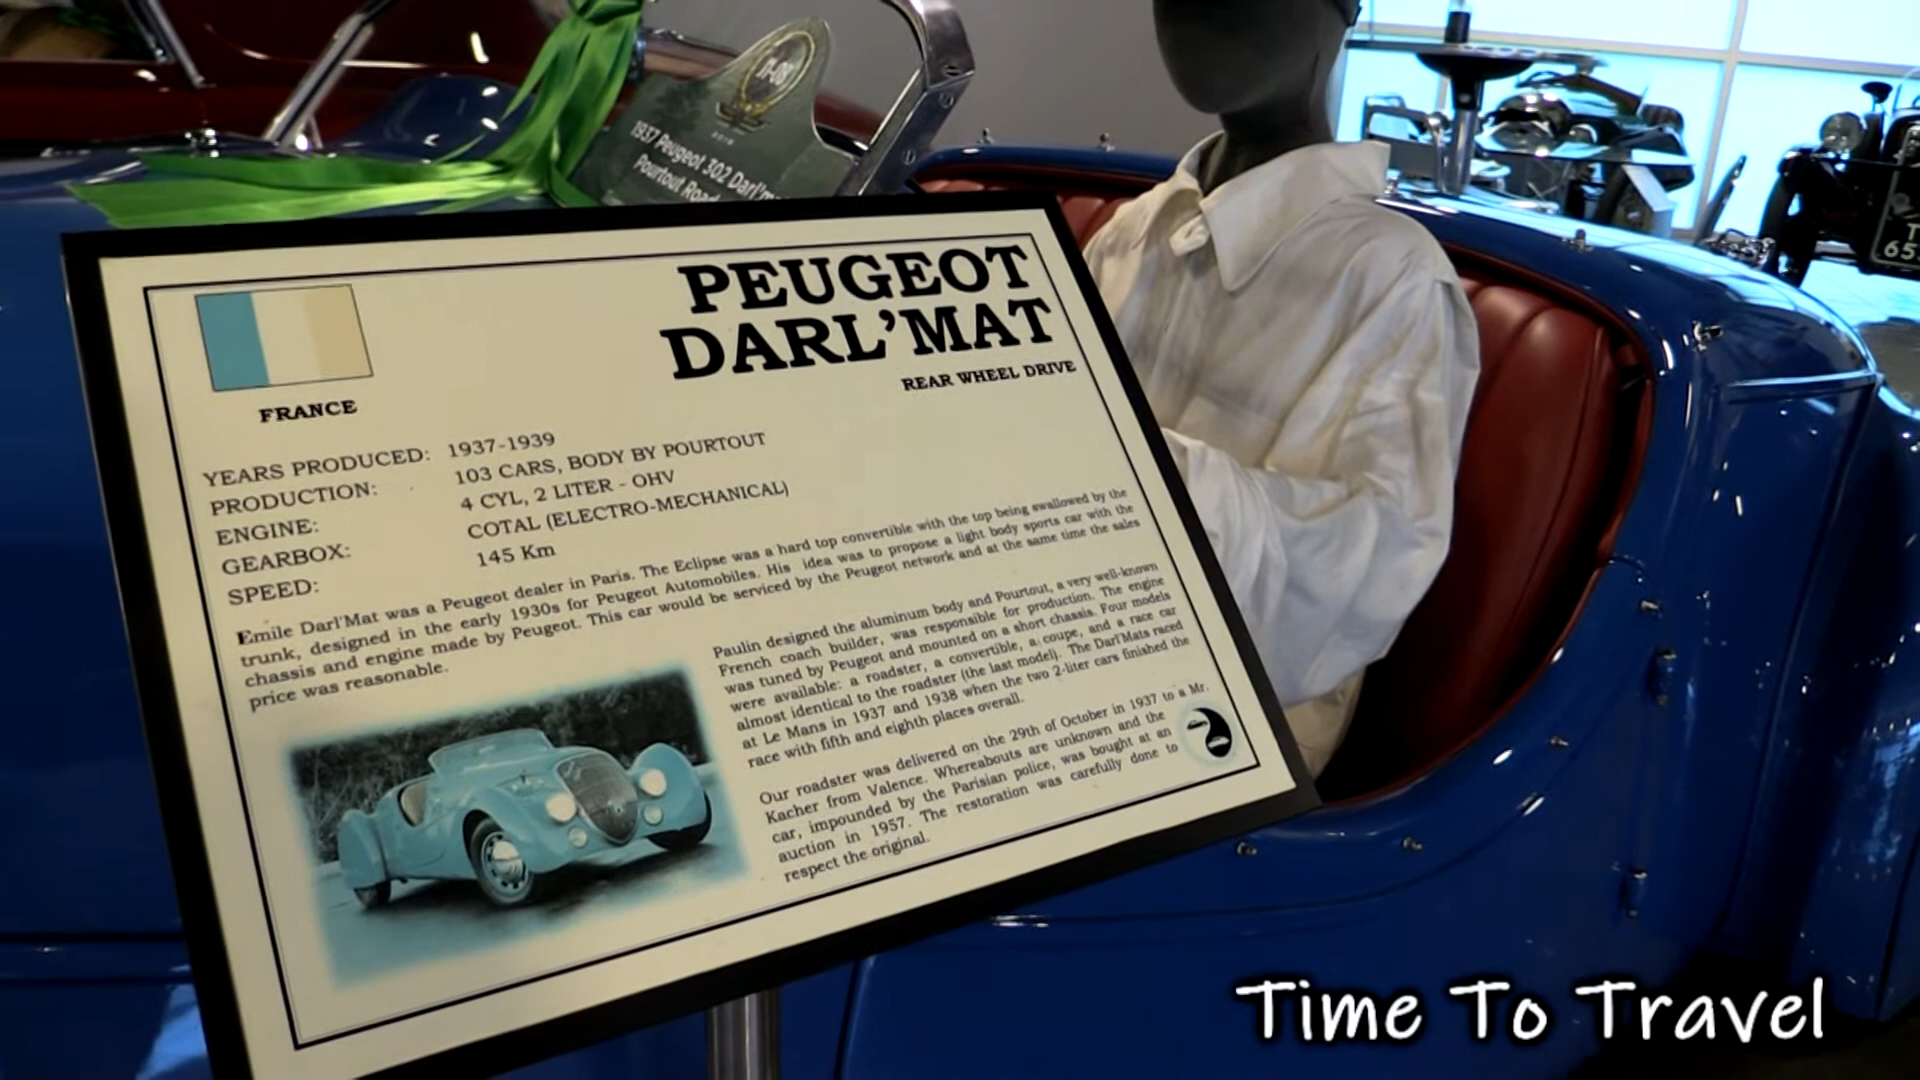 11-08
2015
1937 Peugeot 302 Darl'm
Pourtout Road
PEUGEOT
DARL'MAT
REAR WHEEL DRIVE
FRANCE
YEARS PRODUCED: 1937-1939
PRODUCTION: 103 CARS, BODY BY POURTOUT
ENGINE: 4 CYL, 2 LITER - OHV
GEARBOX: COTAL (ELECTRO-MECHANICAL)
SPEED: 145 Km
Emile Darl'Mat was a Peugeot dealer in Paris. The Eclipse was a hard top convertible with the top being swallowed by the
trunk, designed in the early 1930s for Peugeot Automobiles. His idea was to propose a light body sports car with the
chassis and engine made by Peugeot. This car would be serviced by the Peugeot network and at the same time the sales
price was reasonable.
Paulin designed the aluminum body and Pourtout, a very well-known
French coach builder, was responsible for production. The engine
was tuned by Peugeot and mounted on a short chassis. Four models
were available: a roadster, a convertible, a coupe, and a race car
almost identical to the roadster (the last model). The Darl'Mats raced
at Le Mans in 1937 and 1938 when the two 2-liter cars finished the
race with fifth and eighth places overall.
Our roadster was delivered on the 29th of October in 1937 to a Mr.
Kacher from Valence. Whereabouts are unknown and the
car, impounded by the Parisian police, was bought at an
auction in 1957. The restoration was carefully done to
respect the original.
T
65
Time To Travel